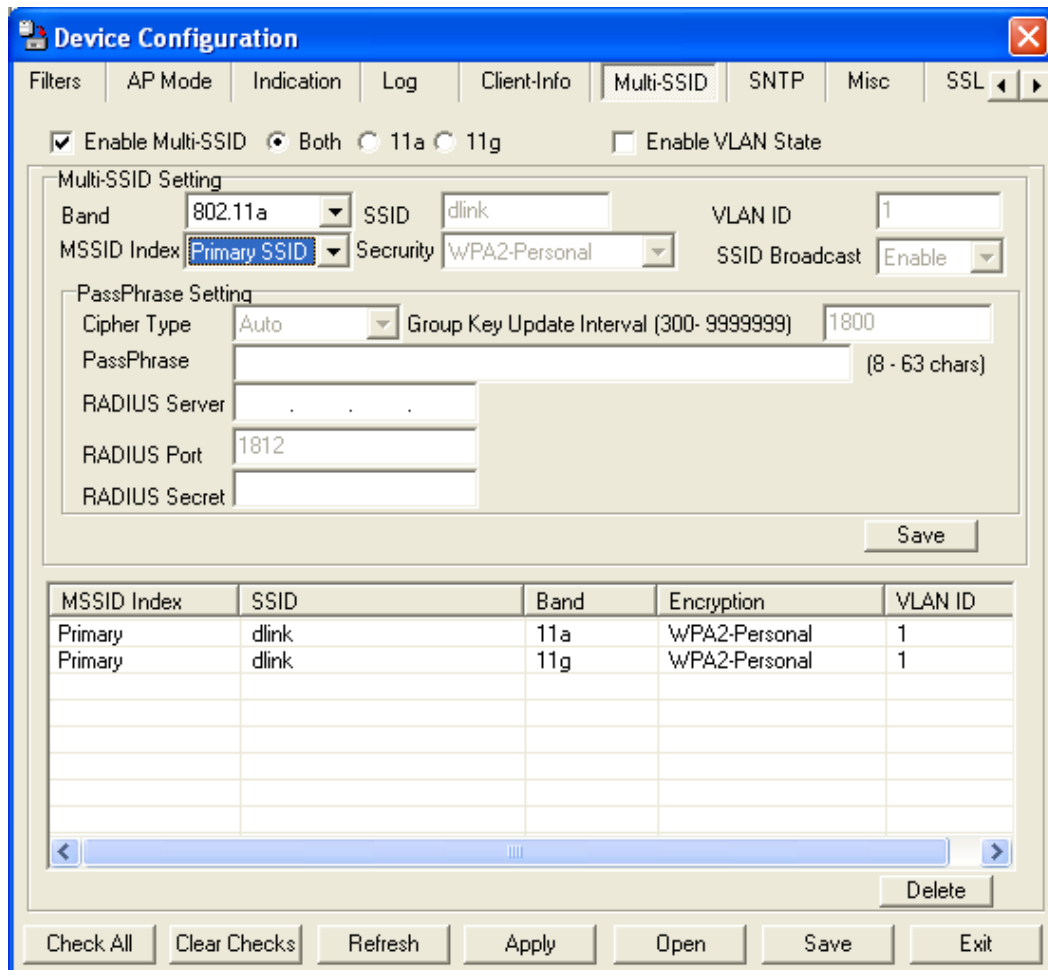 Device Configuration
Filters AP Mode Indication Log Client-Info Multi-SSID SNTP Misc SSL
Enable Multi-SSID Both 11a 11g Enable VLAN State
Multi-SSID Setting
Band 802.11a SSID dlink VLAN ID 1
MSSID Index Primary SSID Secrurity WPA2-Personal SSID Broadcast Enable
PassPhrase Setting
Cipher Type Auto Group Key Update Interval (300- 9999999) 1800
PassPhrase (8 - 63 chars)
RADIUS Server . . .
RADIUS Port 1812
RADIUS Secret
Save
MSSID Index SSID Band Encryption VLAN ID
Primary dlink 11a WPA2-Personal 1
Primary dlink 11g WPA2-Personal 1
Delete
Check All Clear Checks Refresh Apply Open Save Exit